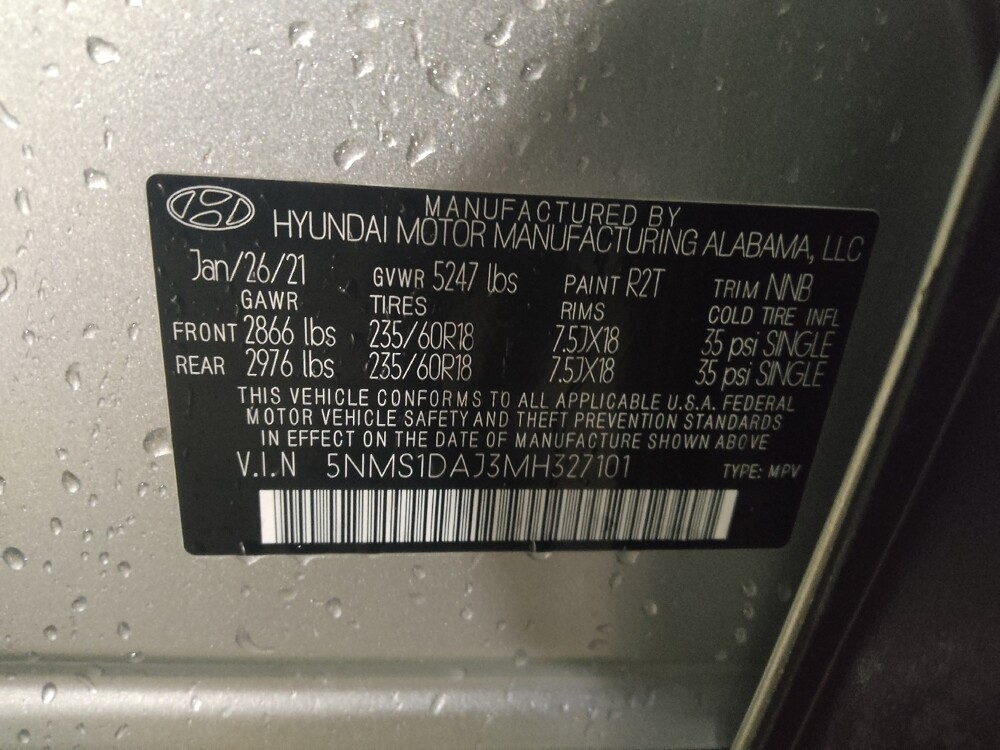 MANUFACTURED BY
HYUNDAI MOTOR MANUFACTURING ALABAMA, LLC
Jan/26/21 GVWR 5247 lbs PAINT R2T TRIM NNB
GAWR TIRES RIMS COLD TIRE INFL
FRONT 2866 lbs 235/60R18 7.5JX18 35 psi SINGLE
REAR 2976 lbs 235/60R18 7.5JX18 35 psi SINGLE
THIS VEHICLE CONFORMS TO ALL APPLICABLE U.S.A. FEDERAL
MOTOR VEHICLE SAFETY AND THEFT PREVENTION STANDARDS
IN EFFECT ON THE DATE OF MANUFACTURE SHOWN ABOVE
V.I.N 5NMS1DAJ3MH327101 TYPE: MPV